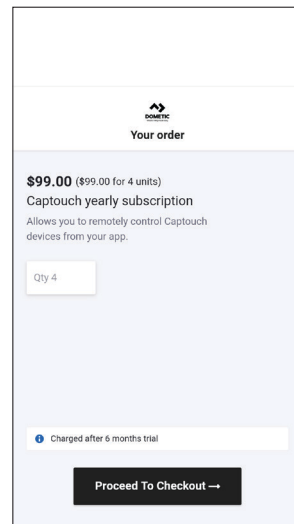 DOMETIC
Your order
$99.00 ($99.00 for 4 units)
Captouch yearly subscription
Allows you to remotely control Captouch
devices from your app.
Qty 4
Charged after 6 months trial
Proceed To Checkout →